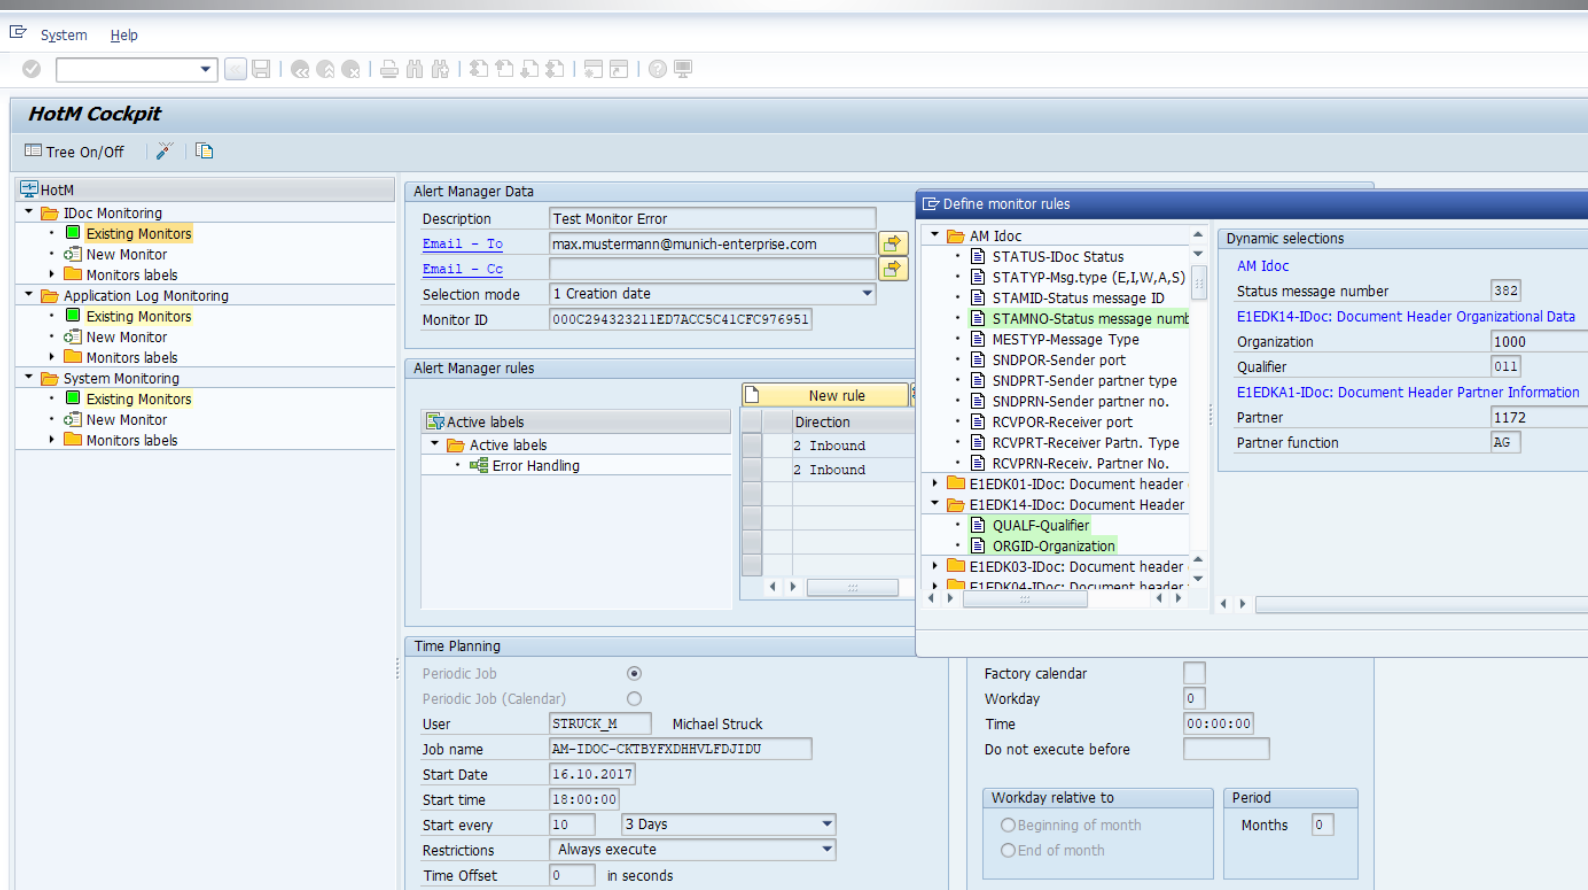 System Help
HotM Cockpit
Tree On/Off
HotM
IDoc Monitoring
Existing Monitors
New Monitor
Monitors labels
Application Log Monitoring
Existing Monitors
New Monitor
Monitors labels
System Monitoring
Existing Monitors
New Monitor
Monitors labels
Alert Manager Data
Description Test Monitor Error
Email - To max.mustermann@munich-enterprise.com
Email - Cc
Selection mode 1 Creation date
Monitor ID 000C294323211ED7ACC5C41CFC976951
Alert Manager rules
New rule
Active labels
Active labels
Error Handling
Direction
2 Inbound
2 Inbound
Define monitor rules
AM Idoc
STATUS-IDoc Status
STATYP-Msg.type (E,I,W,A,S)
STAMID-Status message ID
STAMNO-Status message numb
MESTYP-Message Type
SNDPOR-Sender port
SNDPRT-Sender partner type
SNDPRN-Sender partner no.
RCVPOR-Receiver port
RCVPRT-Receiver Partn. Type
RCVPRN-Receiv. Partner No.
E1EDK01-IDoc: Document header
E1EDK14-IDoc: Document Header
QUALF-Qualifier
ORGID-Organization
E1EDK03-IDoc: Document header
E1EDK04-IDoc: Document header
Dynamic selections
AM Idoc
Status message number 382
E1EDK14-IDoc: Document Header Organizational Data
Organization 1000
Qualifier 011
E1EDKA1-IDoc: Document Header Partner Information
Partner 1172
Partner function AG
Time Planning
Periodic Job
Periodic Job (Calendar)
User STRUCK_M Michael Struck
Job name AM-IDOC-CKTBYFXDHHVLFDJIDU
Start Date 16.10.2017
Start time 18:00:00
Start every 10 3 Days
Restrictions Always execute
Time Offset 0 in seconds
Factory calendar
Workday 0
Time 00:00:00
Do not execute before
Workday relative to
Beginning of month
End of month
Period
Months 0